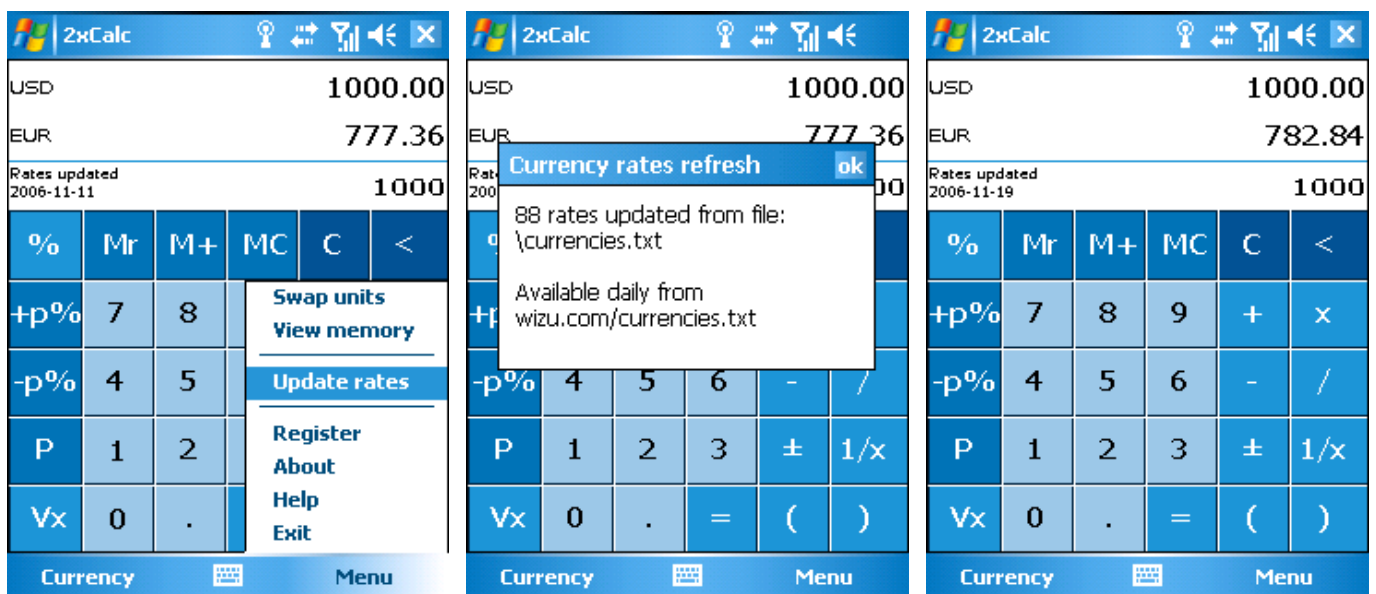 2xCalc
USD 1000.00
EUR 777.36
Rates updated
2006-11-11 1000
% Mr M+ MC C <
+p% 7 8
Swap units
View memory
-p% 4 5
Update rates
P 1 2
Register
About
Vx 0 .
Help
Exit
Currency Menu
2xCalc
USD 1000.00
EUR 777.36
Currency rates refresh ok
88 rates updated from file:
\currencies.txt
Available daily from
wizu.com/currencies.txt
-p% 4 5 6 - /
P 1 2 3 ± 1/x
Vx 0 . = ( )
Currency Menu
2xCalc
USD 1000.00
EUR 782.84
Rates updated
2006-11-19 1000
% Mr M+ MC C <
+p% 7 8 9 + x
-p% 4 5 6 - /
P 1 2 3 ± 1/x
Vx 0 . = ( )
Currency Menu